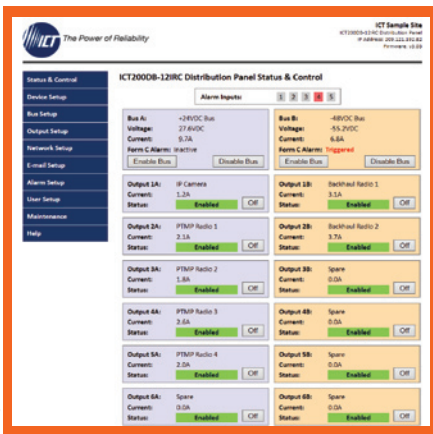 ICT
The Power of Reliability
ICT Sample Site
ICT200DB-12IRC Distribution Panel
Status & Control
Device Setup
Bus Setup
Output Setup
Network Setup
E-mail Setup
Alarm Setup
User Setup
Maintenance
Help
ICT200DB-12IRC Distribution Panel Status & Control
Alarm Inputs: 1 2 3 4 5
Bus A: +24VDC Bus
Voltage: 27.6VDC
Current: 9.7A
Form C Alarm: Inactive
Enable Bus Disable Bus
Bus B: -48VDC Bus
Voltage: -55.2VDC
Current: 6.8A
Form C Alarm: Triggered
Enable Bus Disable Bus
Output 1A: IP Camera
Current: 1.2A
Status: Enabled Off
Output 1B: Backhaul Radio 1
Current: 3.1A
Status: Enabled Off
Output 2A: PTMP Radio 1
Current: 2.1A
Status: Enabled Off
Output 2B: Backhaul Radio 2
Current: 3.7A
Status: Enabled Off
Output 3A: PTMP Radio 2
Current: 1.8A
Status: Enabled Off
Output 3B: Spare
Current: 0.0A
Status: Enabled Off
Output 4A: PTMP Radio 3
Current: 2.6A
Status: Enabled Off
Output 4B: Spare
Current: 0.0A
Status: Enabled Off
Output 5A: PTMP Radio 4
Current: 2.0A
Status: Enabled Off
Output 5B: Spare
Current: 0.0A
Status: Enabled Off
Output 6A: Spare
Current: 0.0A
Status: Enabled Off
Output 6B: Spare
Current: 0.0A
Status: Enabled Off